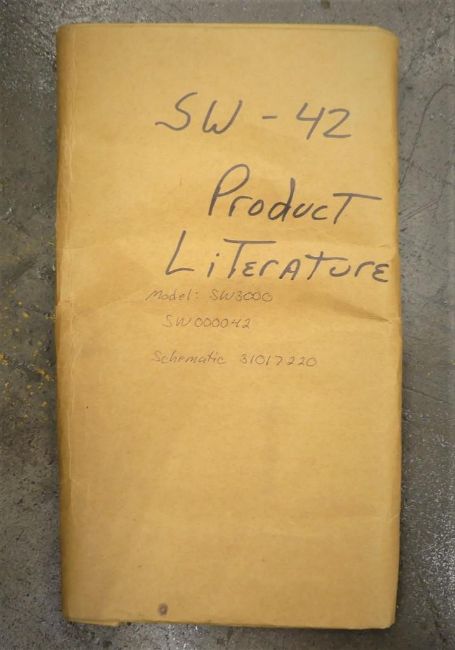 SW - 42
Product
Literature
Model: SW3000
SW000042
Schematic 31017220